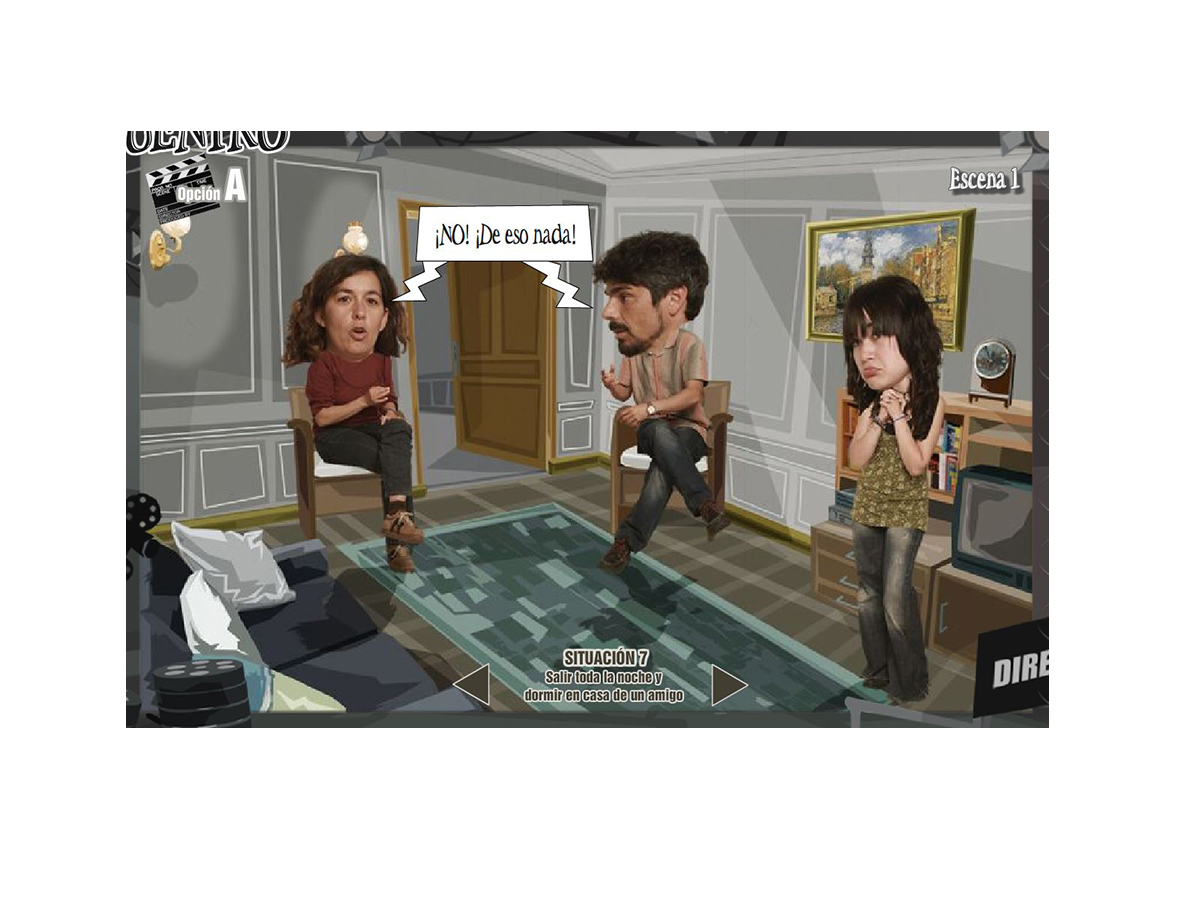 Opción A
Escena 1
¡NO! ¡De eso nada!
SITUACIÓN 7
Salir toda la noche y
dormir en casa de un amigo
DIRE